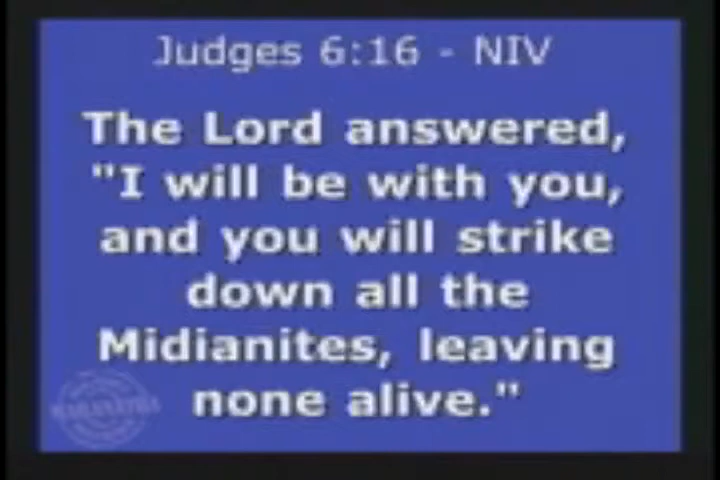 Judges 6:16 - NIV
The Lord answered,
"I will be with you,
and you will strike
down all the
Midianites, leaving
none alive."